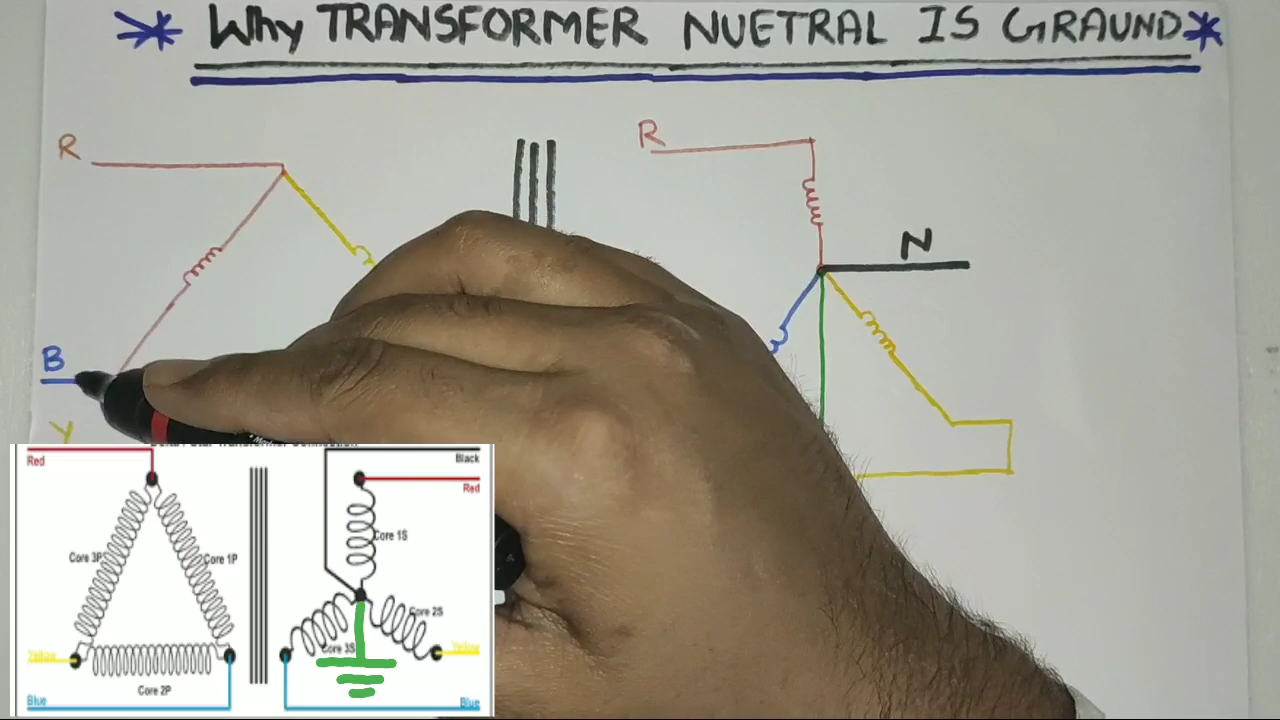 * Why TRANSFORMER NUETRAL IS GRAUND *
R
R
N
B
Y
Red
Black
Red
Core 3P
Core 1P
Core 1S
Core 2S
Core 3S
Yellow
Yellow
Core 2P
Blue
Blue